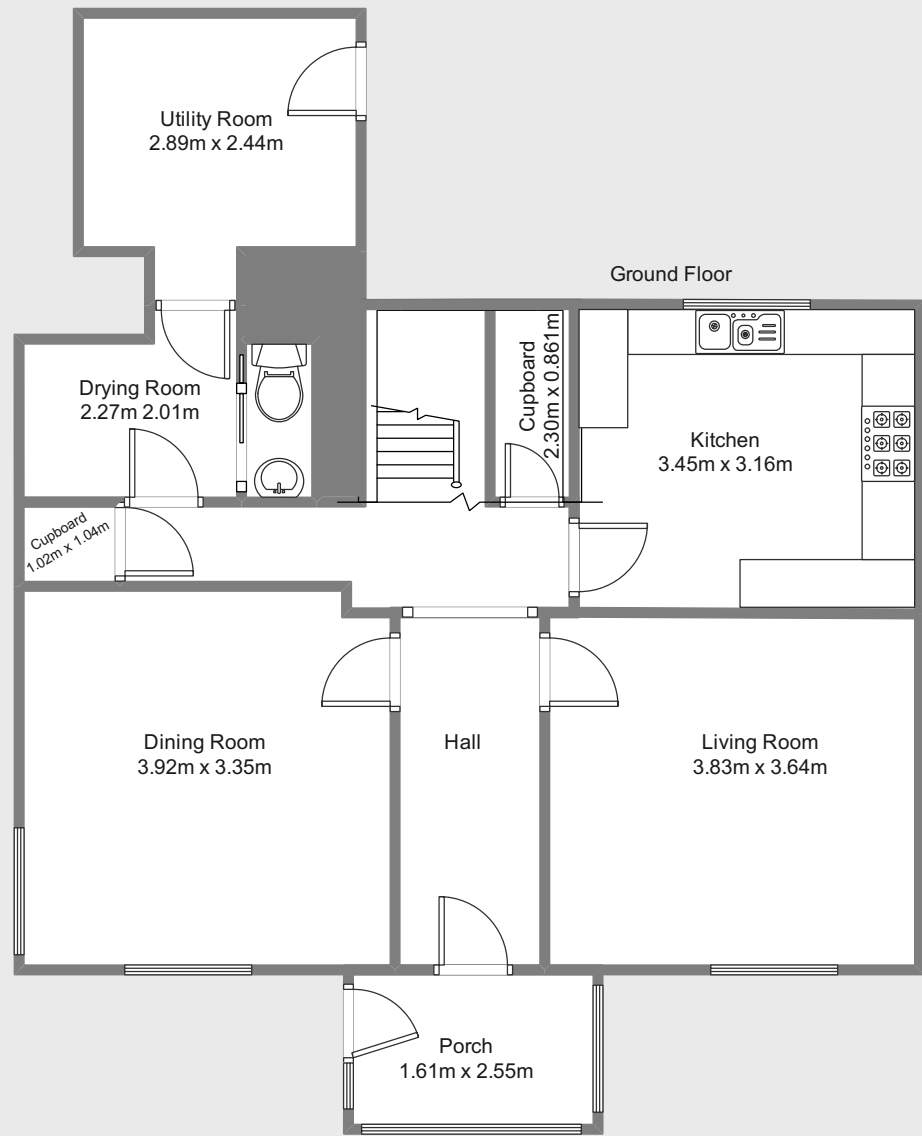 Utility Room
2.89m x 2.44m
Ground Floor
Drying Room
2.27m 2.01m
Cupboard
2.30m x 0.861m
Kitchen
3.45m x 3.16m
Cupboard
1.02m x 1.04m
Dining Room
3.92m x 3.35m
Hall
Living Room
3.83m x 3.64m
Porch
1.61m x 2.55m